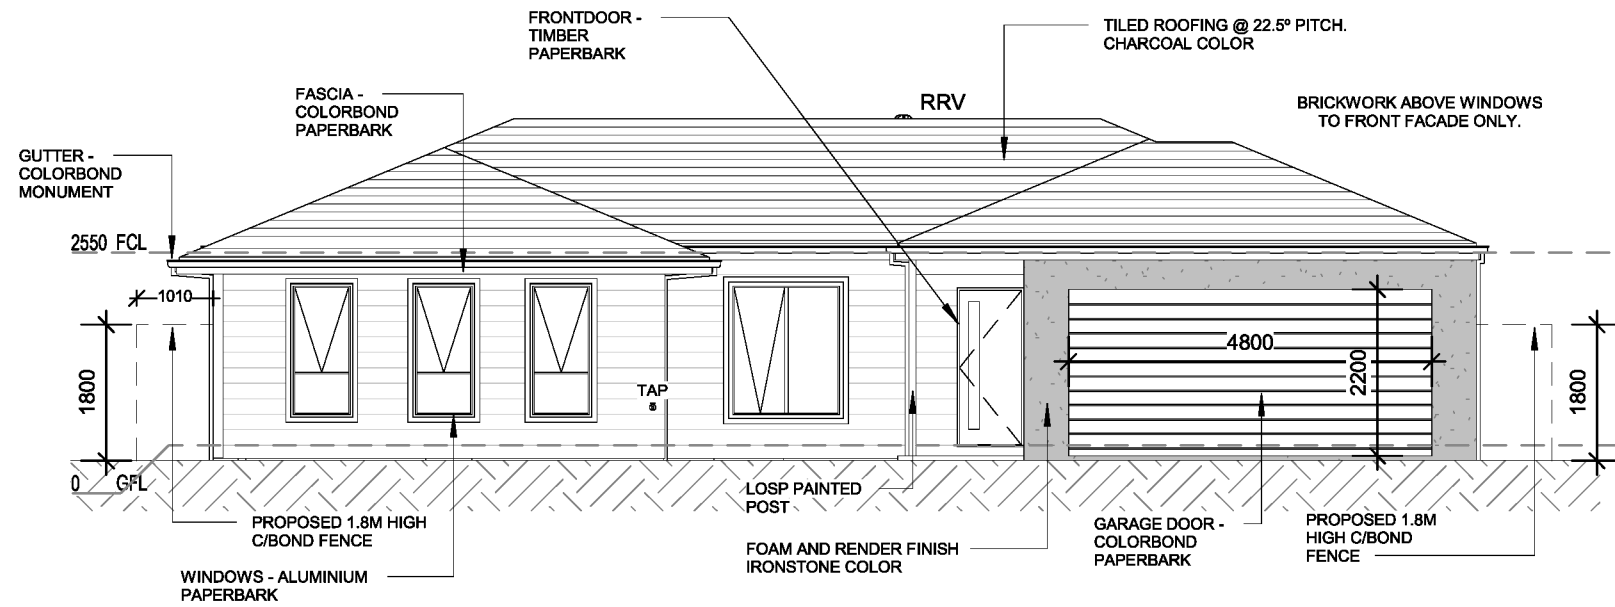 FRONTDOOR -
TIMBER
PAPERBARK
TILED ROOFING @ 22.5º PITCH.
CHARCOAL COLOR
FASCIA -
COLORBOND
PAPERBARK
RRV
BRICKWORK ABOVE WINDOWS
TO FRONT FACADE ONLY.
GUTTER -
COLORBOND
MONUMENT
2550 FCL
1010
1800
TAP
4800
2200
1800
0 GFL
LOSP PAINTED
POST
PROPOSED 1.8M HIGH
C/BOND FENCE
GARAGE DOOR -
COLORBOND
PAPERBARK
PROPOSED 1.8M
HIGH C/BOND
FENCE
FOAM AND RENDER FINISH
IRONSTONE COLOR
WINDOWS - ALUMINIUM
PAPERBARK